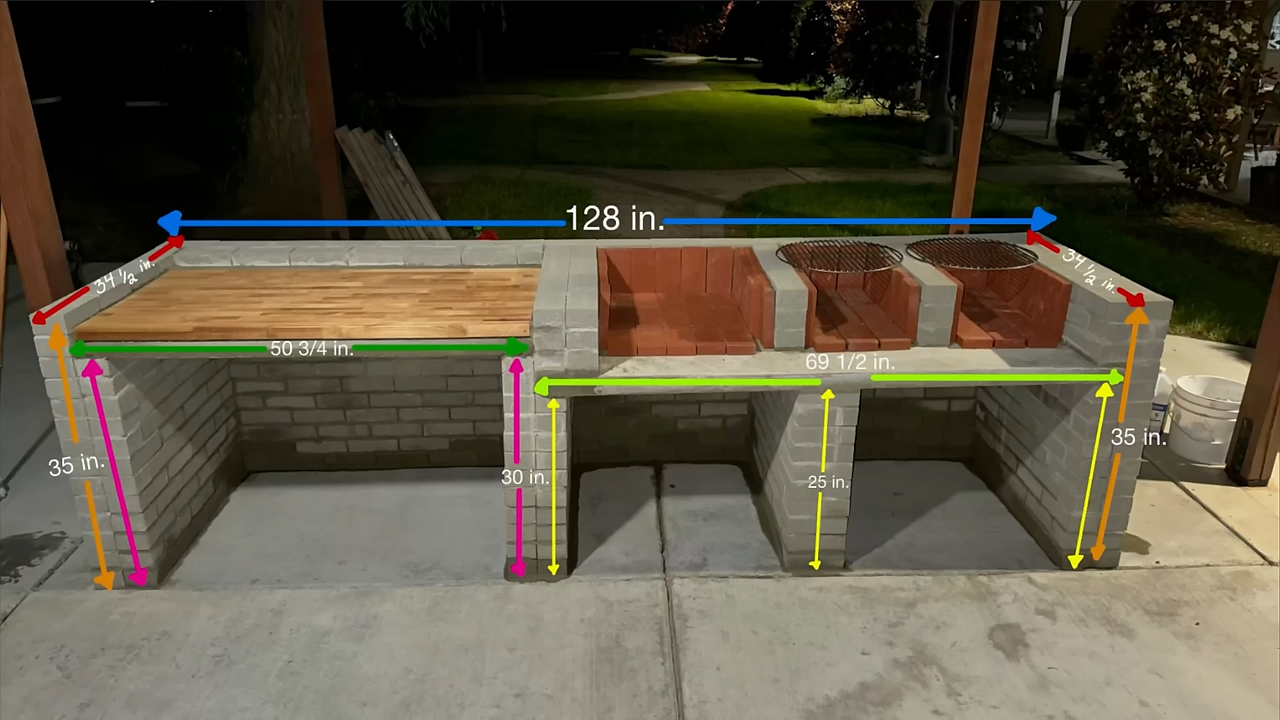 128 in.
34 1/2 in.
34 1/2 in.
50 3/4 in.
69 1/2 in.
35 in.
35 in.
30 in.
25 in.